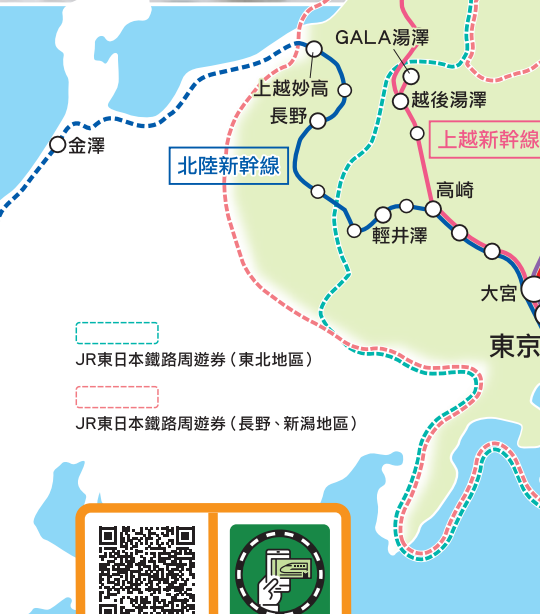 GALA湯澤
上越妙高
越後湯澤
長野
上越新幹線
金澤
北陸新幹線
高崎
輕井澤
大宮
東京
JR東日本鐵路周遊券（東北地區）
JR東日本鐵路周遊券（長野、新潟地區）